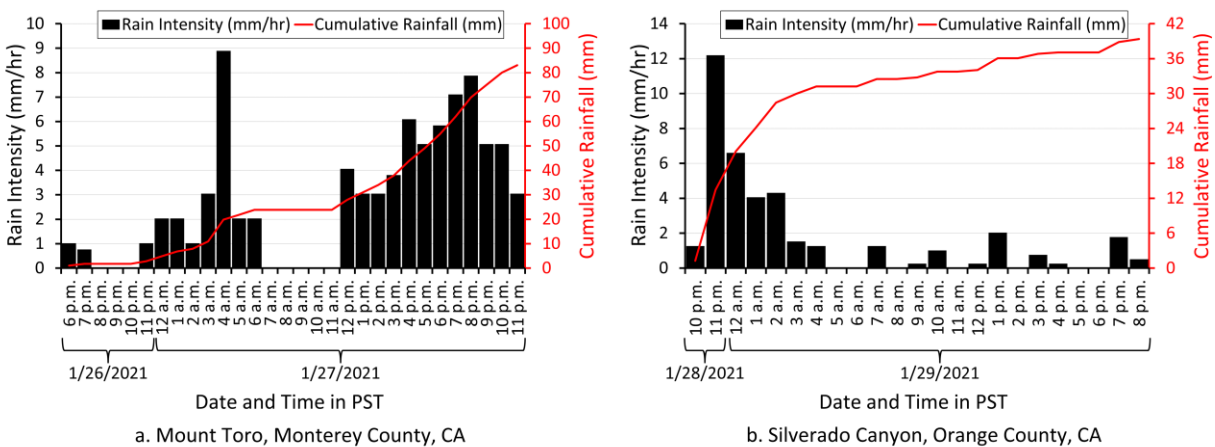 Rain Intensity (mm/hr) Cumulative Rainfall (mm)
Rain Intensity (mm/hr)
10
9
8
7
6
5
4
3
2
1
0
100
90
80
70
60
50
40
30
20
10
0
Cumulative Rainfall (mm)
6 p.m.
7 p.m.
8 p.m.
9 p.m.
10 p.m.
11 p.m.
12 a.m.
1 a.m.
2 a.m.
3 a.m.
4 a.m.
5 a.m.
6 a.m.
7 a.m.
8 a.m.
9 a.m.
10 a.m.
11 a.m.
12 p.m.
1 p.m.
2 p.m.
3 p.m.
4 p.m.
5 p.m.
6 p.m.
7 p.m.
8 p.m.
9 p.m.
10 p.m.
11 p.m.
1/26/2021 1/27/2021
Date and Time in PST
a. Mount Toro, Monterey County, CA
Rain Intensity (mm/hr) Cumulative Rainfall (mm)
Rain Intensity (mm/hr)
14
12
10
8
6
4
2
0
42
36
30
24
18
12
6
0
Cumulative Rainfall (mm)
10 p.m.
11 p.m.
12 a.m.
1 a.m.
2 a.m.
3 a.m.
4 a.m.
5 a.m.
6 a.m.
7 a.m.
8 a.m.
9 a.m.
10 a.m.
11 a.m.
12 p.m.
1 p.m.
2 p.m.
3 p.m.
4 p.m.
5 p.m.
6 p.m.
7 p.m.
8 p.m.
1/28/2021 1/29/2021
Date and Time in PST
b. Silverado Canyon, Orange County, CA